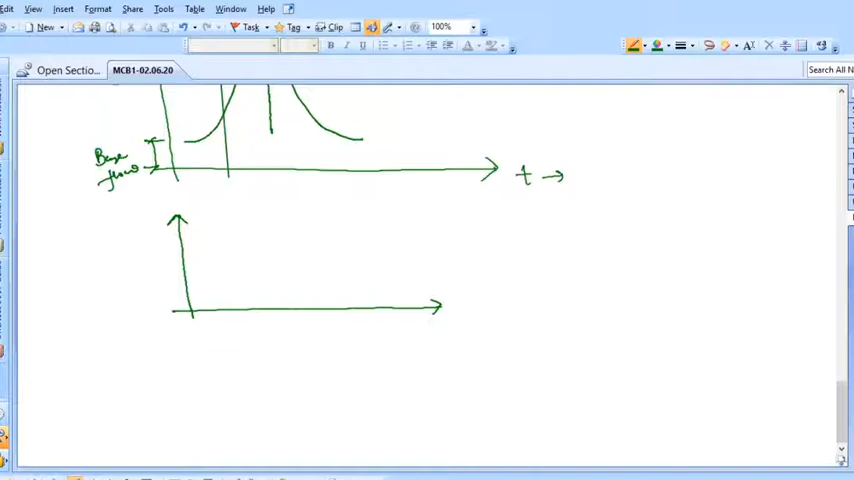 Edit View Insert Format Share Tools Table Window Help
New Task Tag Clip 100%
Open Sectio... MCB1-02.06.20 Search All N
Base
flow
t →